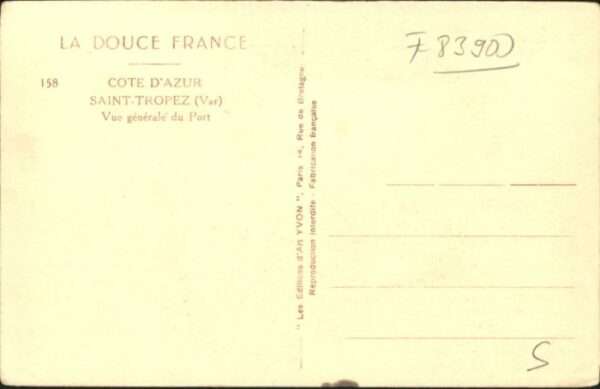 LA DOUCE FRANCE
158 COTE D'AZUR
SAINT-TROPEZ (Var)
Vue générale du Port
"Les Editions d'Art YVON", Paris 14, Rue de Bretagne
Reproduction interdite - Fabrication française
F 83900
S